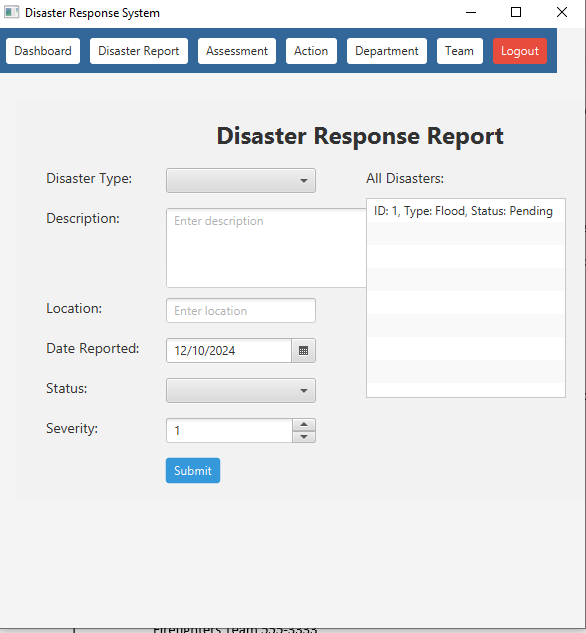 Disaster Response System
Dashboard Disaster Report Assessment Action Department Team Logout
Disaster Response Report
Disaster Type:
All Disasters:
ID: 1, Type: Flood, Status: Pending
Description:
Enter description
Location:
Enter location
Date Reported:
12/10/2024
Status:
Severity:
1
Submit
Firefighters Team 555-3333